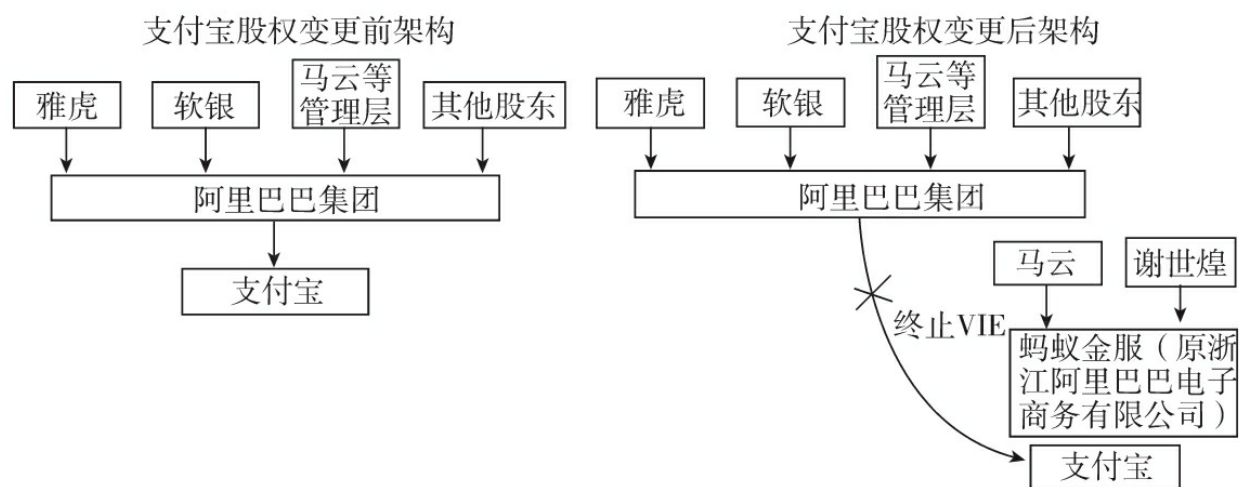 支付宝股权变更前架构
雅虎
软银
马云等
管理层
其他股东
阿里巴巴集团
支付宝
支付宝股权变更后架构
雅虎
软银
马云等
管理层
其他股东
阿里巴巴集团
马云
谢世煌
终止VIE
蚂蚁金服（原浙
江阿里巴巴电子
商务有限公司）
支付宝